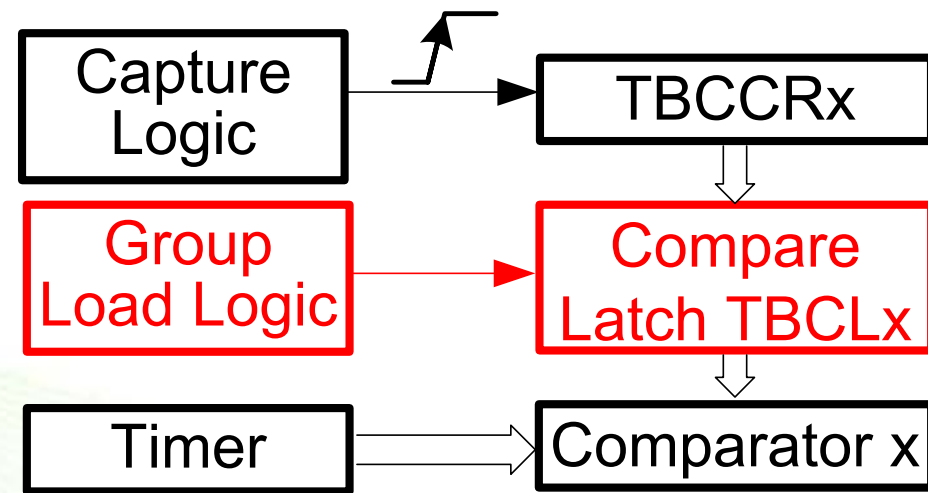 Capture
Logic
TBCCRx
Group
Load Logic
Compare
Latch TBCLx
Timer
Comparator x